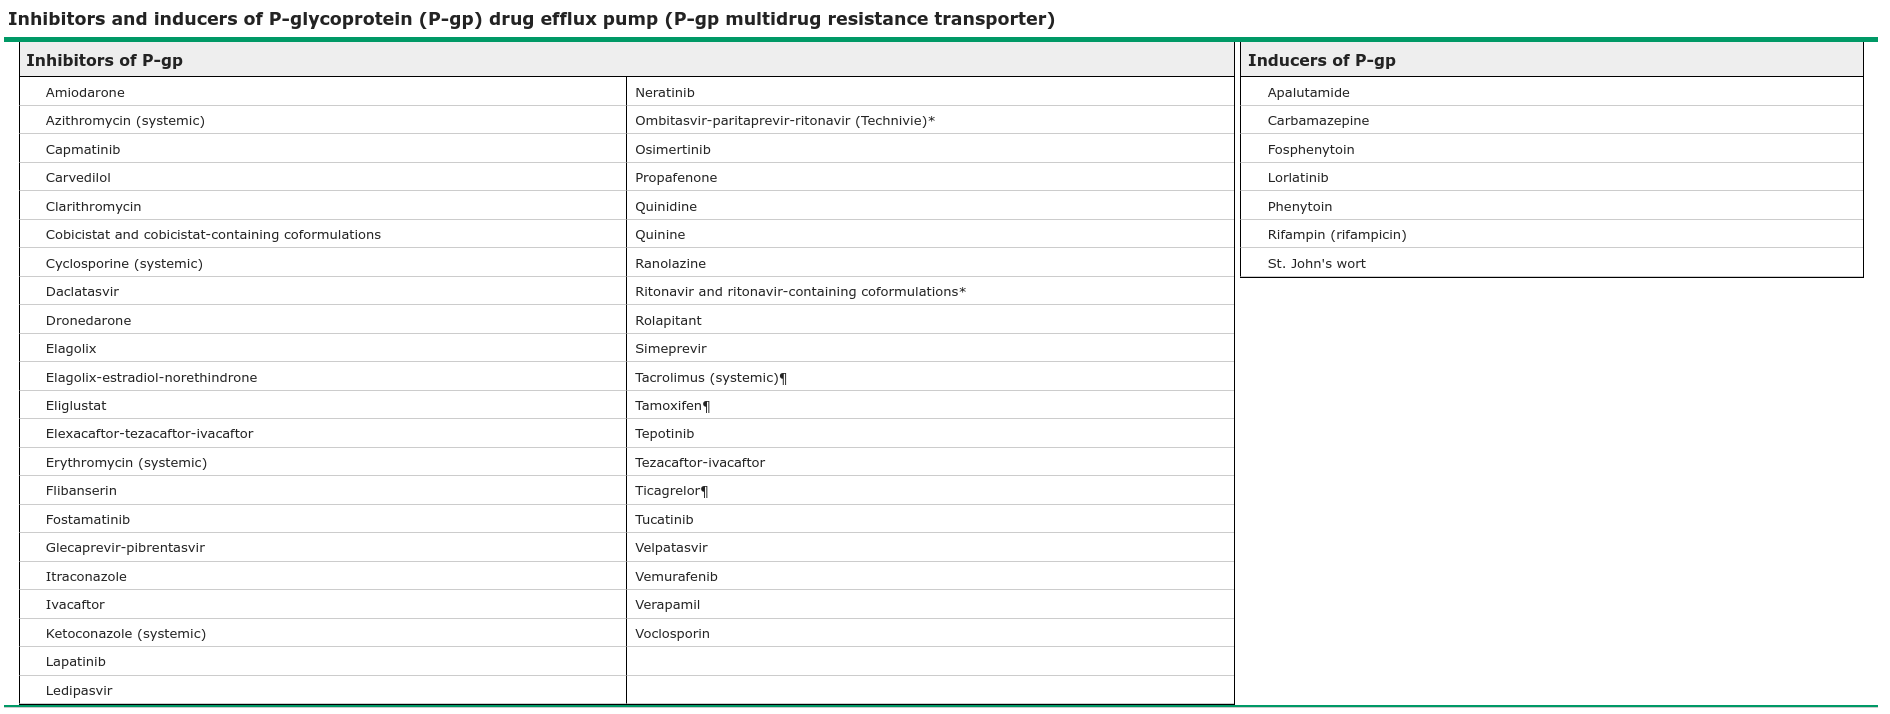 Inhibitors and inducers of P-glycoprotein (P-gp) drug efflux pump (P-gp multidrug resistance transporter)
Inhibitors of P-gp
Amiodarone
Azithromycin (systemic)
Capmatinib
Carvedilol
Clarithromycin
Cobicistat and cobicistat-containing coformulations
Cyclosporine (systemic)
Daclatasvir
Dronedarone
Elagolix
Elagolix-estradiol-norethindrone
Eliglustat
Elexacaftor-tezacaftor-ivacaftor
Erythromycin (systemic)
Flibanserin
Fostamatinib
Glecaprevir-pibrentasvir
Itraconazole
Ivacaftor
Ketoconazole (systemic)
Lapatinib
Ledipasvir
Neratinib
Ombitasvir-paritaprevir-ritonavir (Technivie)*
Osimertinib
Propafenone
Quinidine
Quinine
Ranolazine
Ritonavir and ritonavir-containing coformulations*
Rolapitant
Simeprevir
Tacrolimus (systemic)¶
Tamoxifen¶
Tepotinib
Tezacaftor-ivacaftor
Ticagrelor¶
Tucatinib
Velpatasvir
Vemurafenib
Verapamil
Voclosporin
Inducers of P-gp
Apalutamide
Carbamazepine
Fosphenytoin
Lorlatinib
Phenytoin
Rifampin (rifampicin)
St. John's wort